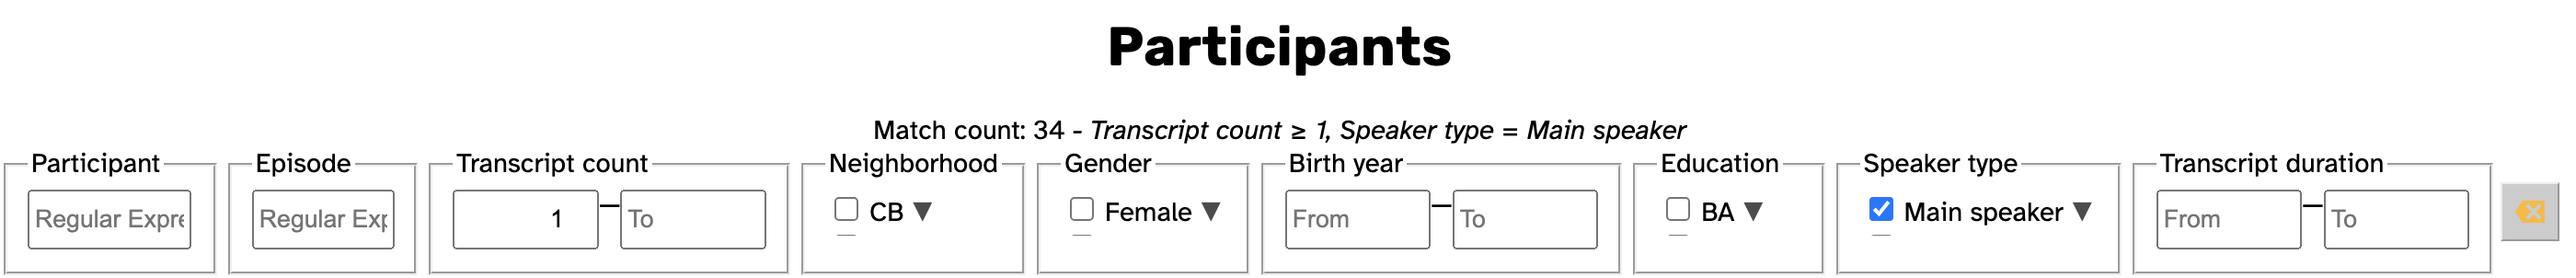 Participants
Match count: 34 - Transcript count ≥ 1, Speaker type = Main speaker
Participant Episode Transcript count Neighborhood Gender Birth year Education Speaker type Transcript duration
Regular Expre Regular Exp 1 – To CB ▼ Female ▼ From – To BA ▼ Main speaker ▼ From – To